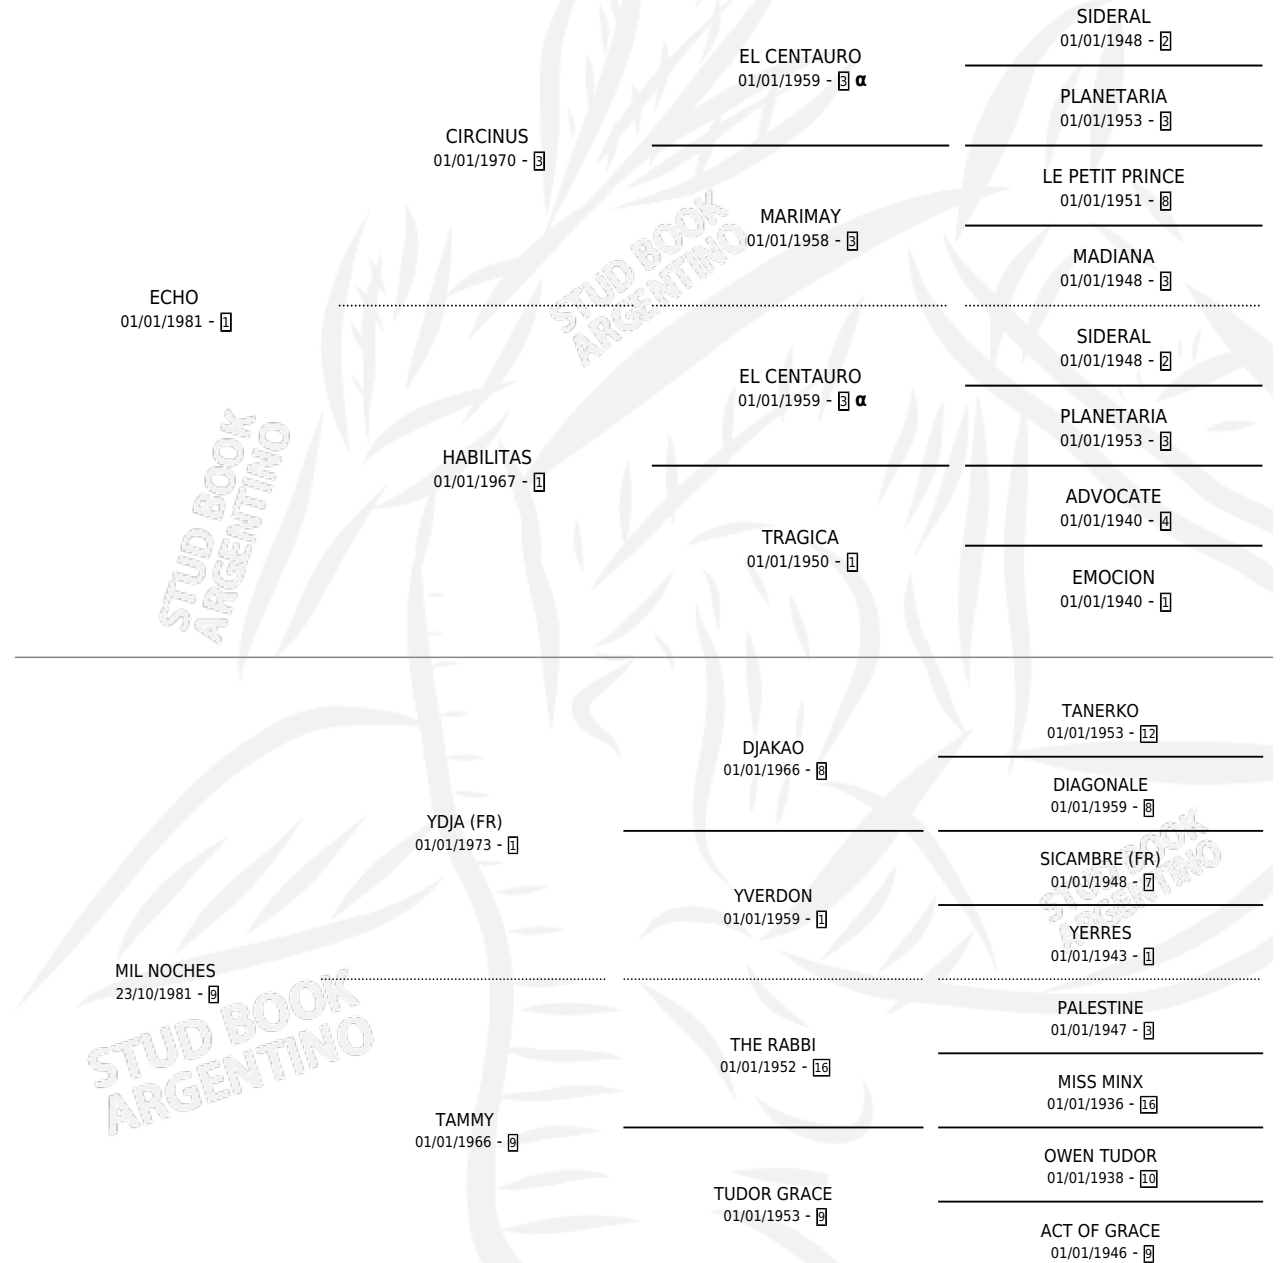 SIDERAL
01/01/1948 - 2
EL CENTAURO
01/01/1959 - 3 α
PLANETARIA
01/01/1953 - 3
CIRCINUS
01/01/1970 - 3
LE PETIT PRINCE
01/01/1951 - 8
MARIMAY
01/01/1958 - 3
MADIANA
01/01/1948 - 3
STUD BOOK
ARGENTINO
ECHO
01/01/1981 - 1
SIDERAL
01/01/1948 - 2
EL CENTAURO
01/01/1959 - 3 α
PLANETARIA
01/01/1953 - 3
HABILITAS
01/01/1967 - 1
ADVOCATE
01/01/1940 - 4
TRAGICA
01/01/1950 - 1
EMOCION
01/01/1940 - 1
STUD BOOK
ARGENTINO
TANERKO
01/01/1953 - 12
DJAKAO
01/01/1966 - 8
DIAGONALE
01/01/1959 - 8
YDJA (FR)
01/01/1973 - 1
SICAMBRE (FR)
01/01/1948 - 7
YVERDON
01/01/1959 - 1
YERRES
01/01/1943 - 1
STUD BOOK
ARGENTINO
MIL NOCHES
23/10/1981 - 9
PALESTINE
01/01/1947 - 3
THE RABBI
01/01/1952 - 16
MISS MINX
01/01/1936 - 16
STUD BOOK
ARGENTINO
TAMMY
01/01/1966 - 9
OWEN TUDOR
01/01/1938 - 10
TUDOR GRACE
01/01/1953 - 9
ACT OF GRACE
01/01/1946 - 9